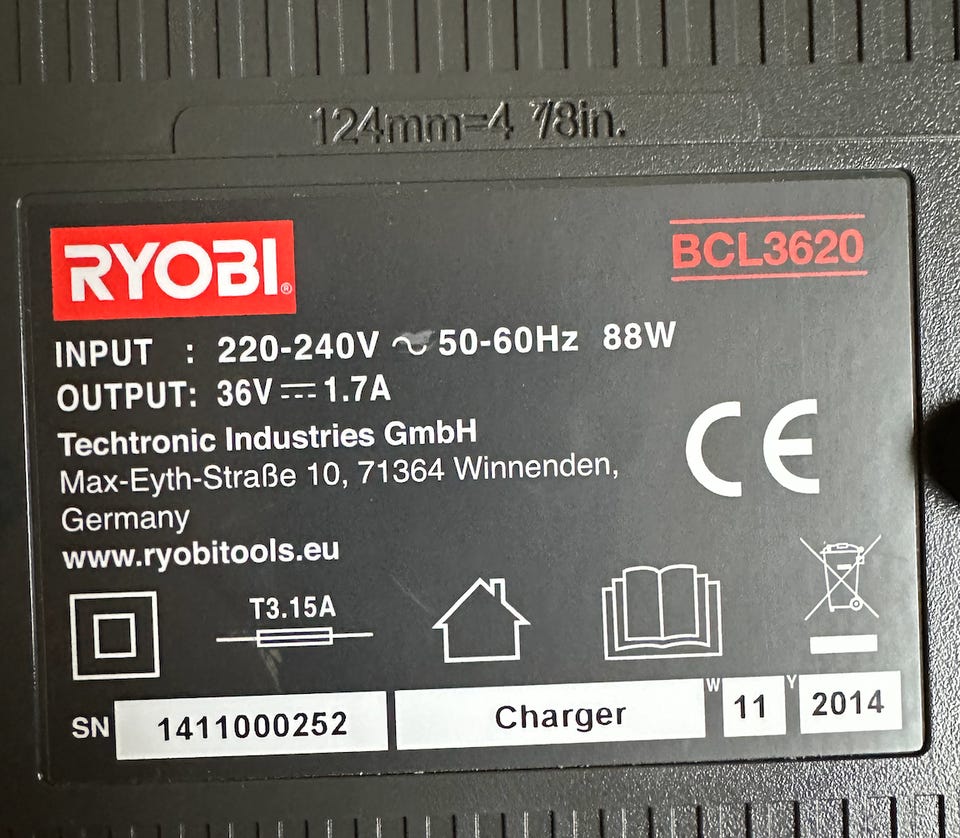 124mm=4 7/8in.
RYOBI®
BCL3620
INPUT : 220-240V ~ 50-60Hz 88W
OUTPUT: 36V ⎓ 1.7A
Techtronic Industries GmbH
Max-Eyth-Straße 10, 71364 Winnenden,
Germany
www.ryobitools.eu
CE
T3.15A
SN 1411000252 Charger W 11 Y 2014